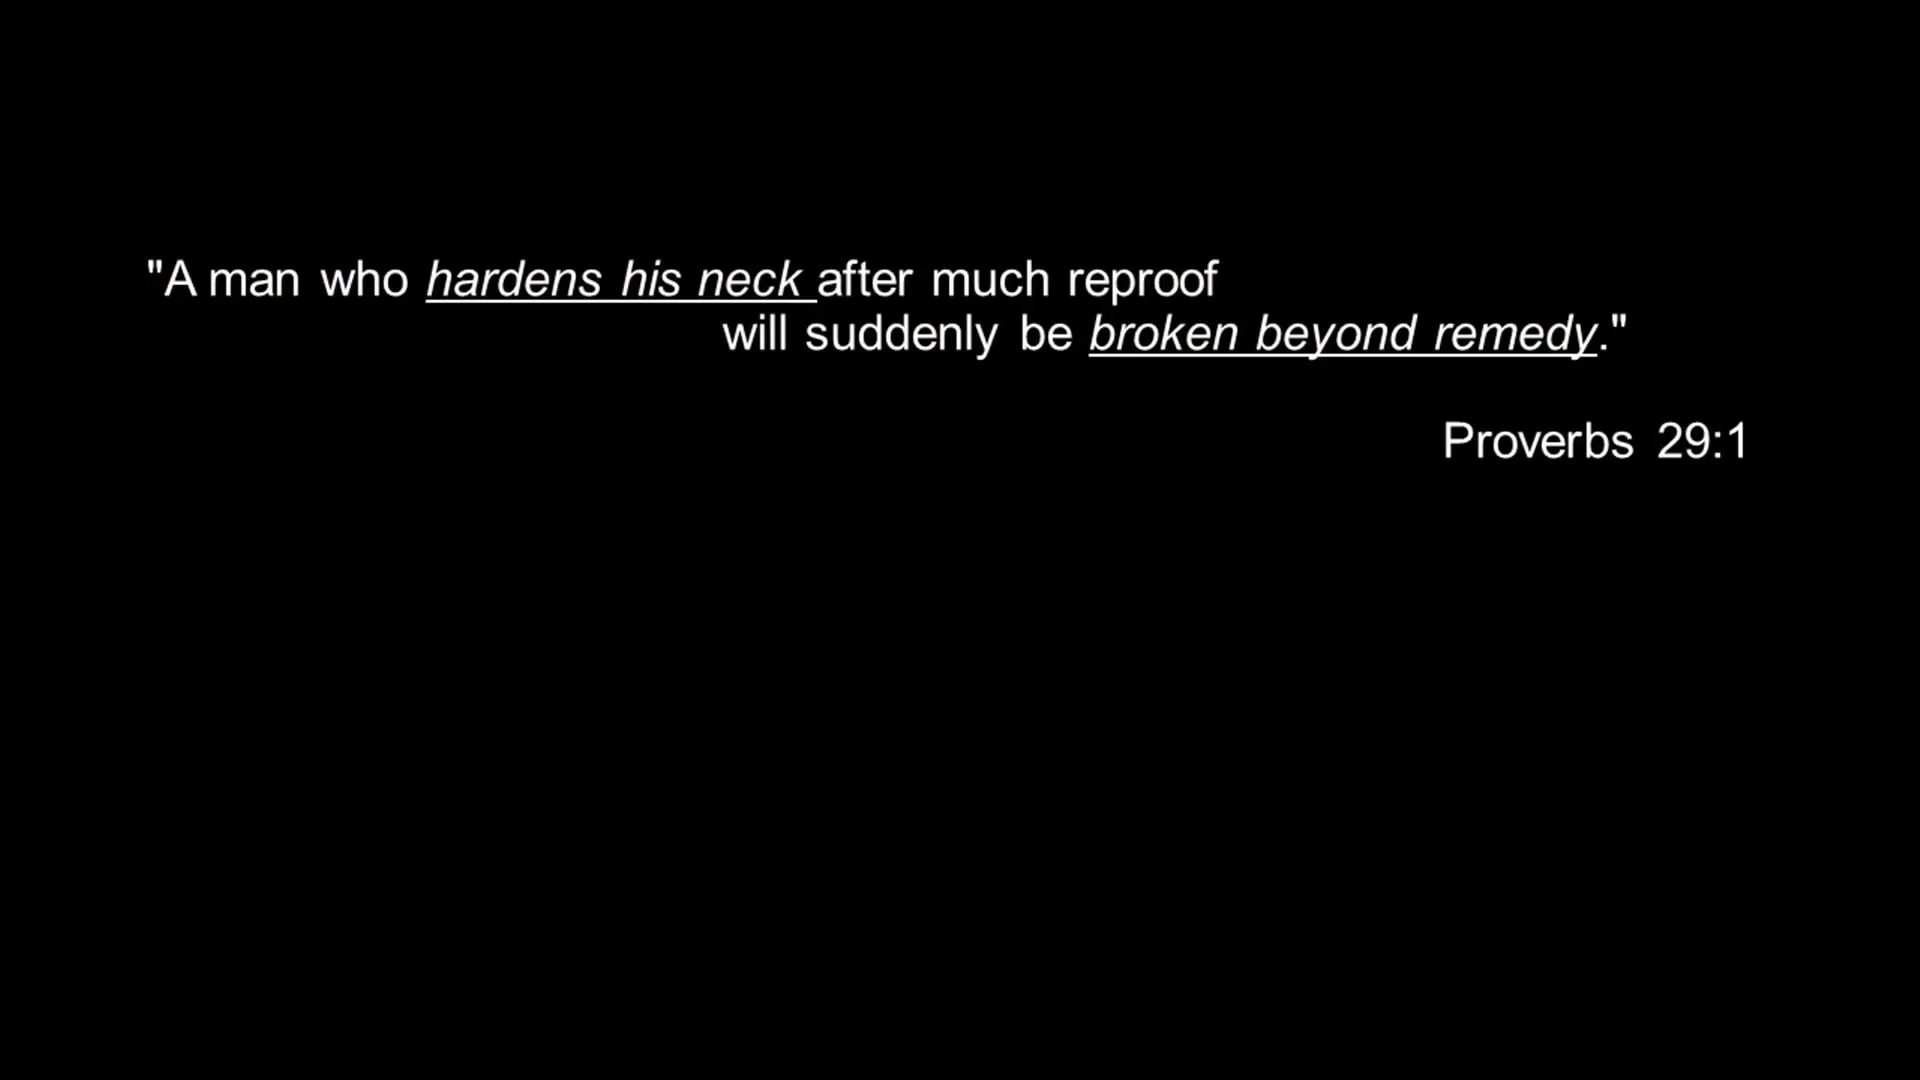 "A man who hardens his neck after much reproof
will suddenly be broken beyond remedy."
Proverbs 29:1